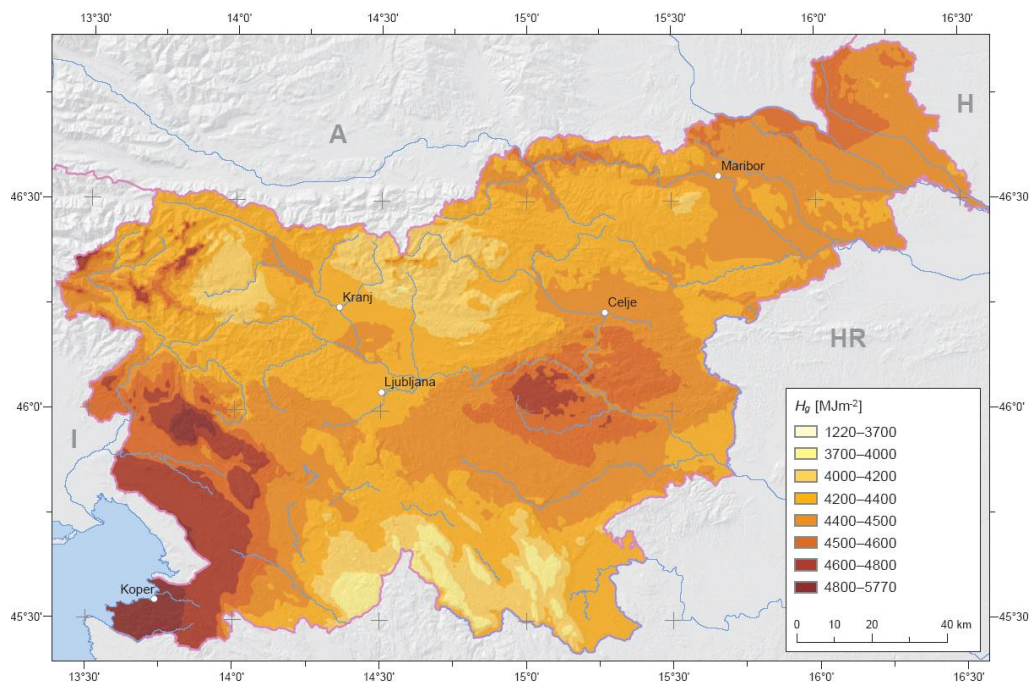 13°30' 14°0' 14°30' 15°0' 15°30' 16°0' 16°30'
A
H
Maribor
46°30' 46°30'
Kranj
Celje
HR
Ljubljana
46°0' 46°0'
I
Hg [MJm-2]
1220–3700
3700–4000
4000–4200
4200–4400
4400–4500
4500–4600
4600–4800
4800–5770
Koper
45°30' 45°30'
0 10 20 40 km
13°30' 14°0' 14°30' 15°0' 15°30' 16°0' 16°30'